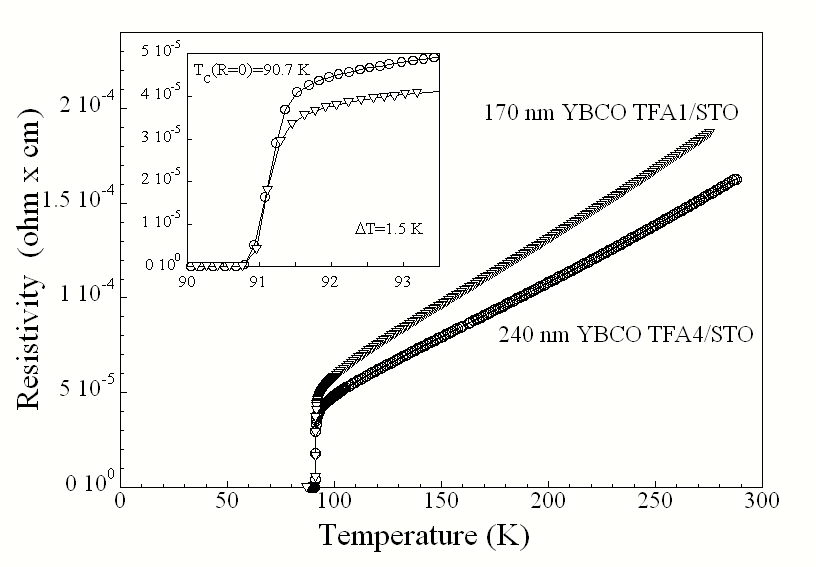 5 10⁻⁵
4 10⁻⁵
3 10⁻⁵
2 10⁻⁵
1 10⁻⁵
0 10⁰
T_C(R=0)=90.7 K
ΔT=1.5 K
90 91 92 93
2 10⁻⁴
1.5 10⁻⁴
1 10⁻⁴
5 10⁻⁵
0 10⁰
Resistivity (ohm x cm)
170 nm YBCO TFA1/STO
240 nm YBCO TFA4/STO
0 50 100 150 200 250 300
Temperature (K)